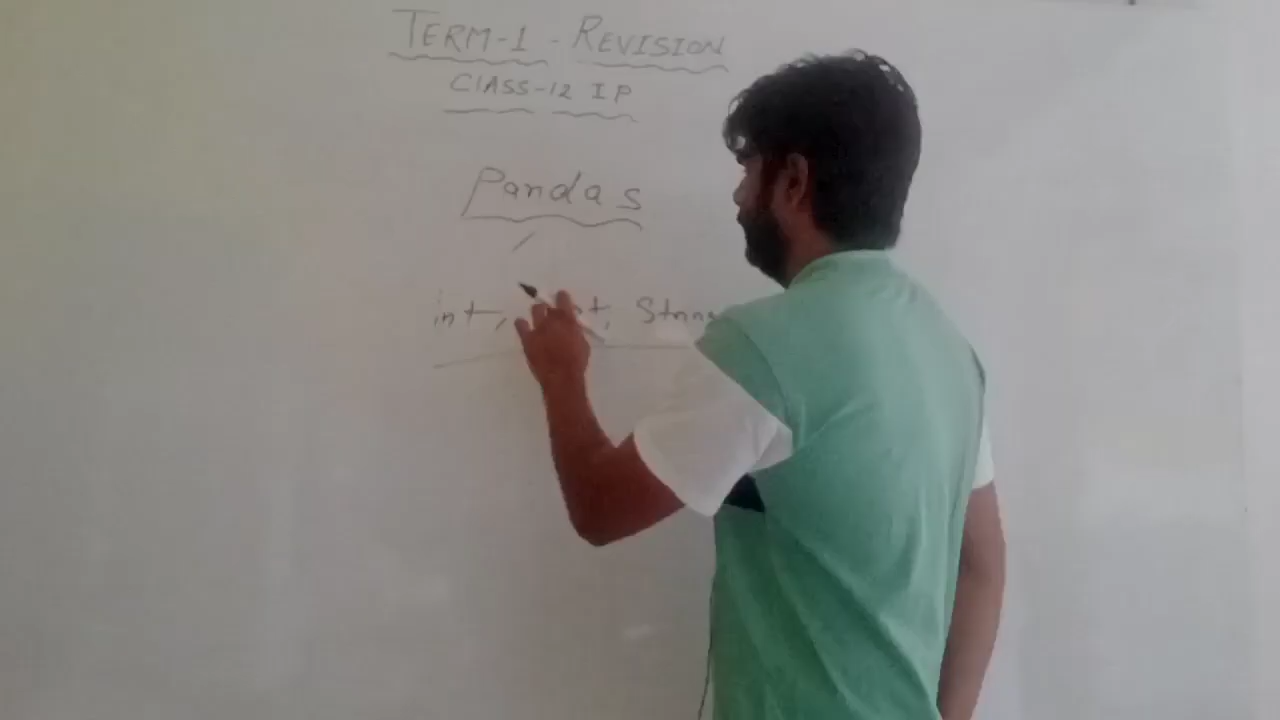 TERM-1 - REVISION
CLASS-12 IP
Pandas
int,